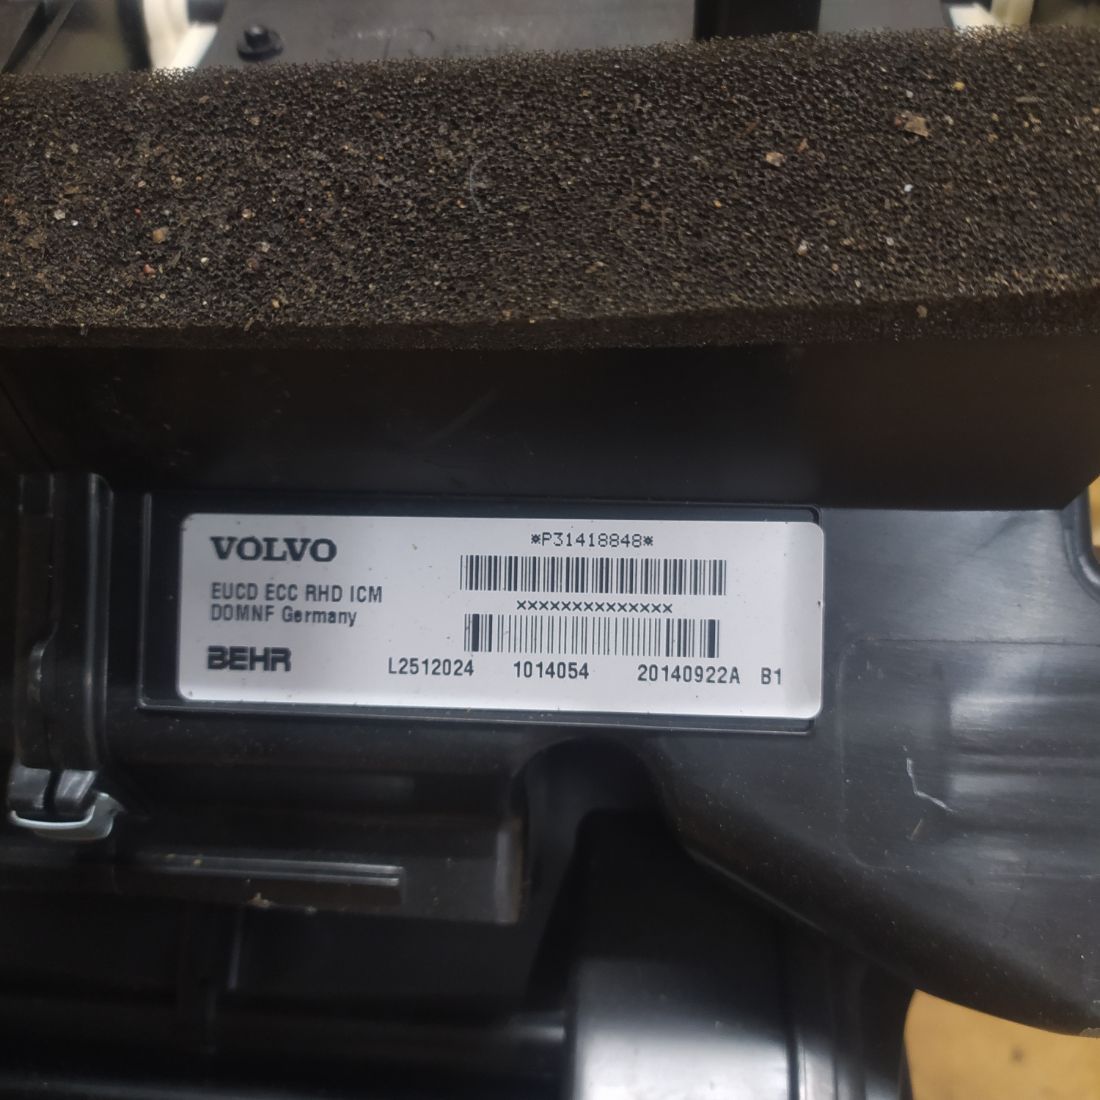 VOLVO
EUCD ECC RHD ICM
DOMNF Germany
BEHR
*P31418848*
xxxxxxxxxxxxxx
L2512024 1014054 20140922A B1